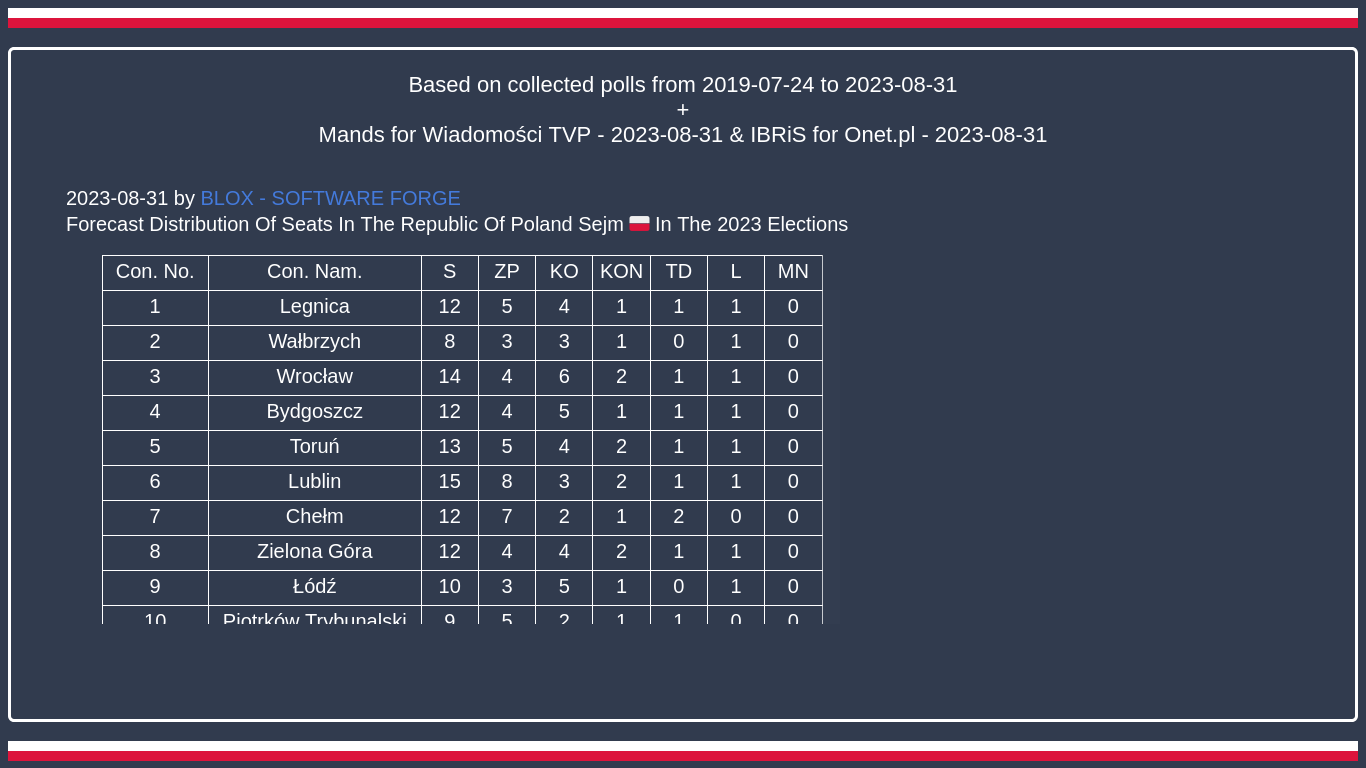 Based on collected polls from 2019-07-24 to 2023-08-31
+
Mands for Wiadomości TVP - 2023-08-31 & IBRiS for Onet.pl - 2023-08-31
2023-08-31 by BLOX - SOFTWARE FORGE
Forecast Distribution Of Seats In The Republic Of Poland Sejm 🇵🇱 In The 2023 Elections
Con. No. Con. Nam. S ZP KO KON TD L MN
1 Legnica 12 5 4 1 1 1 0
2 Wałbrzych 8 3 3 1 0 1 0
3 Wrocław 14 4 6 2 1 1 0
4 Bydgoszcz 12 4 5 1 1 1 0
5 Toruń 13 5 4 2 1 1 0
6 Lublin 15 8 3 2 1 1 0
7 Chełm 12 7 2 1 2 0 0
8 Zielona Góra 12 4 4 2 1 1 0
9 Łódź 10 3 5 1 0 1 0
10 Piotrków Trybunalski 9 5 2 1 1 0 0